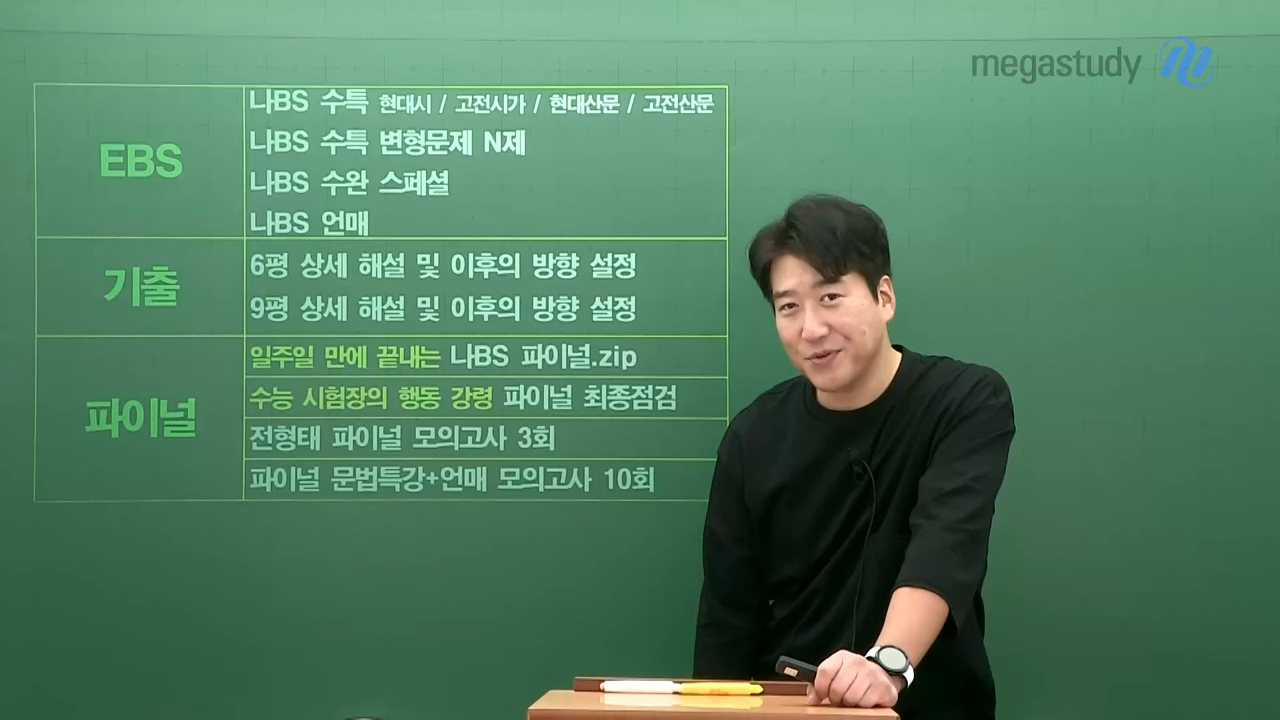 megastudy
EBS
나BS 수특 현대시 / 고전시가 / 현대산문 / 고전산문
나BS 수특 변형문제 N제
나BS 수완 스페셜
나BS 언매
기출
6평 상세 해설 및 이후의 방향 설정
9평 상세 해설 및 이후의 방향 설정
파이널
일주일 만에 끝내는 나BS 파이널.zip
수능 시험장의 행동 강령 파이널 최종점검
전형태 파이널 모의고사 3회
파이널 문법특강+언매 모의고사 10회